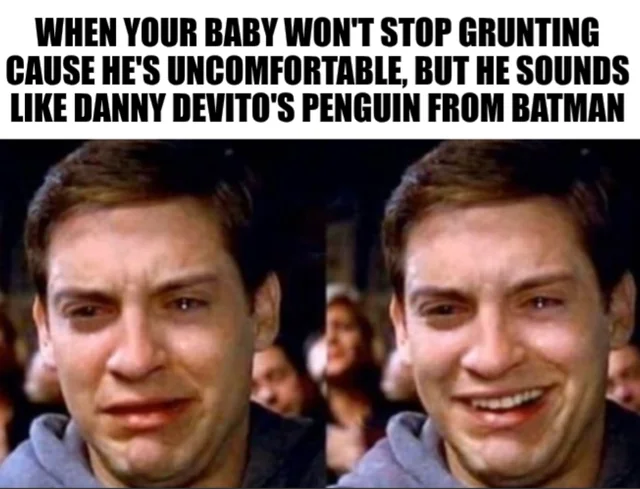 WHEN YOUR BABY WON'T STOP GRUNTING
CAUSE HE'S UNCOMFORTABLE, BUT HE SOUNDS
LIKE DANNY DEVITO'S PENGUIN FROM BATMAN